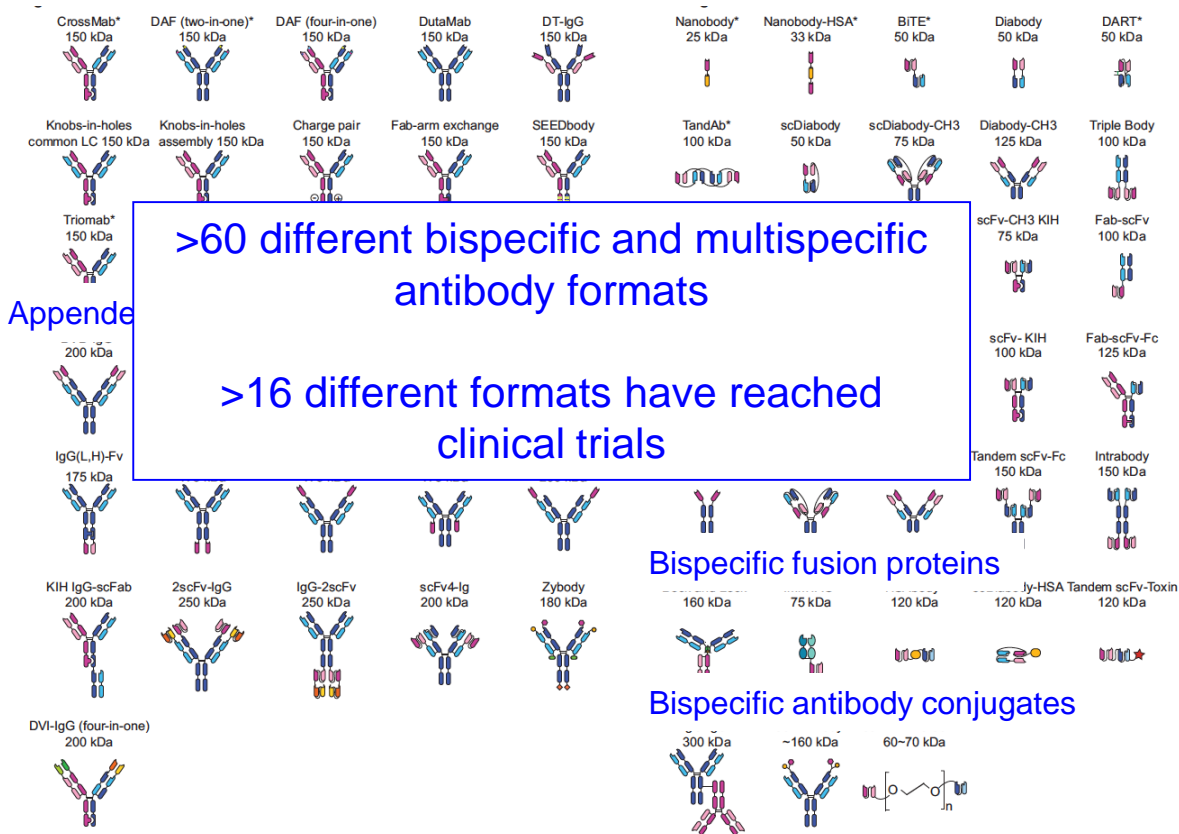 CrossMab* DAF (two-in-one)* DAF (four-in-one) DutaMab DT-IgG Nanobody* Nanobody-HSA* BiTE* Diabody DART*
150 kDa 150 kDa 150 kDa 150 kDa 150 kDa 25 kDa 33 kDa 50 kDa 50 kDa 50 kDa
Knobs-in-holes Knobs-in-holes Charge pair Fab-arm exchange SEEDbody TandAb* scDiabody scDiabody-CH3 Diabody-CH3 Triple Body
common LC 150 kDa assembly 150 kDa 150 kDa 150 kDa 150 kDa 100 kDa 50 kDa 75 kDa 125 kDa 100 kDa
Triomab* scFv-CH3 KIH Fab-scFv
150 kDa 75 kDa 100 kDa
>60 different bispecific and multispecific
antibody formats
Appende
scFv- KIH Fab-scFv-Fc
200 kDa 100 kDa 125 kDa
>16 different formats have reached
clinical trials
IgG(L,H)-Fv Tandem scFv-Fc Intrabody
175 kDa 150 kDa 150 kDa
Bispecific fusion proteins
KIH IgG-scFab 2scFv-IgG IgG-2scFv scFv4-Ig Zybody -HSA Tandem scFv-Toxin
200 kDa 250 kDa 250 kDa 200 kDa 180 kDa 160 kDa 75 kDa 120 kDa 120 kDa 120 kDa
Bispecific antibody conjugates
DVI-IgG (four-in-one)
200 kDa 300 kDa ~160 kDa 60~70 kDa
O O n